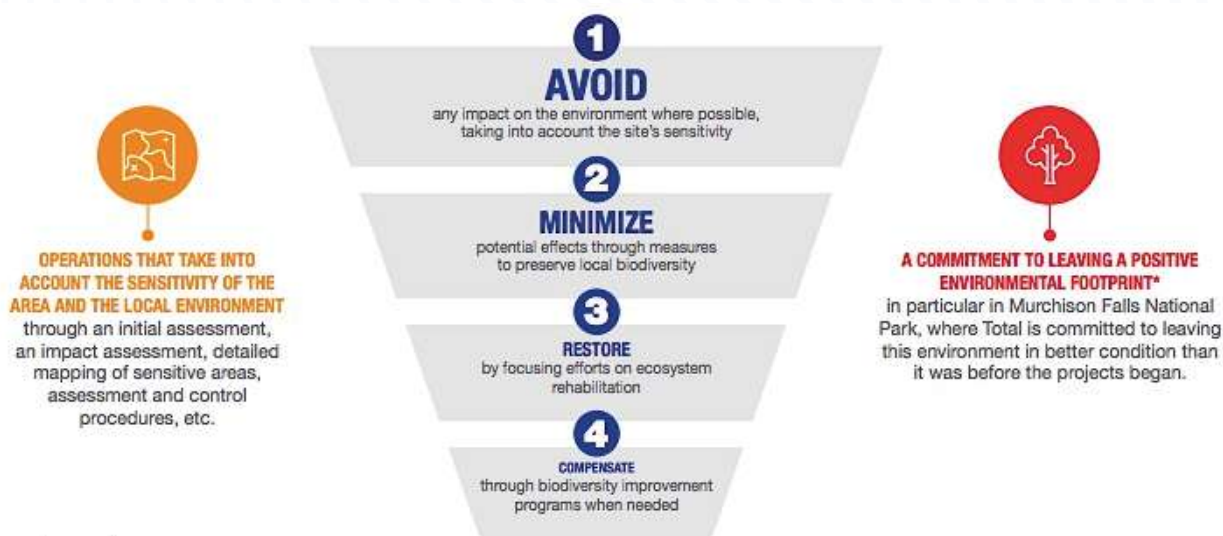 1
AVOID
any impact on the environment where possible,
taking into account the site's sensitivity
2
MINIMIZE
potential effects through measures
to preserve local biodiversity
3
RESTORE
by focusing efforts on ecosystem
rehabilitation
4
COMPENSATE
through biodiversity improvement
programs when needed
OPERATIONS THAT TAKE INTO
ACCOUNT THE SENSITIVITY OF THE
AREA AND THE LOCAL ENVIRONMENT
through an initial assessment,
an impact assessment, detailed
mapping of sensitive areas,
assessment and control
procedures, etc.
A COMMITMENT TO LEAVING A POSITIVE
ENVIRONMENTAL FOOTPRINT*
in particular in Murchison Falls National
Park, where Total is committed to leaving
this environment in better condition than
it was before the projects began.